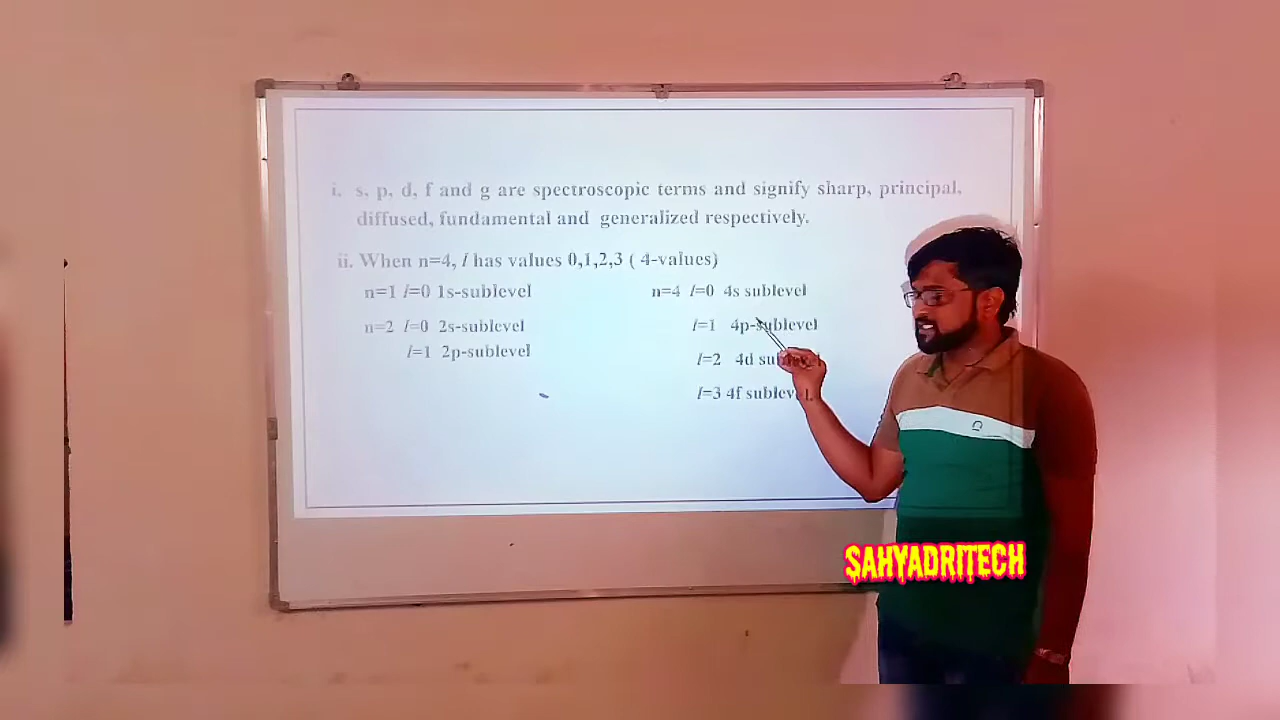 i. s, p, d, f and g are spectroscopic terms and signify sharp, principal,
diffused, fundamental and generalized respectively.
ii. When n=4, l has values 0,1,2,3 ( 4-values)
n=1 l=0 1s-sublevel
n=2 l=0 2s-sublevel
l=1 2p-sublevel
n=4 l=0 4s sublevel
l=1 4p-sublevel
l=2 4d sublevel
l=3 4f sublevel.
SAHYADRITECH